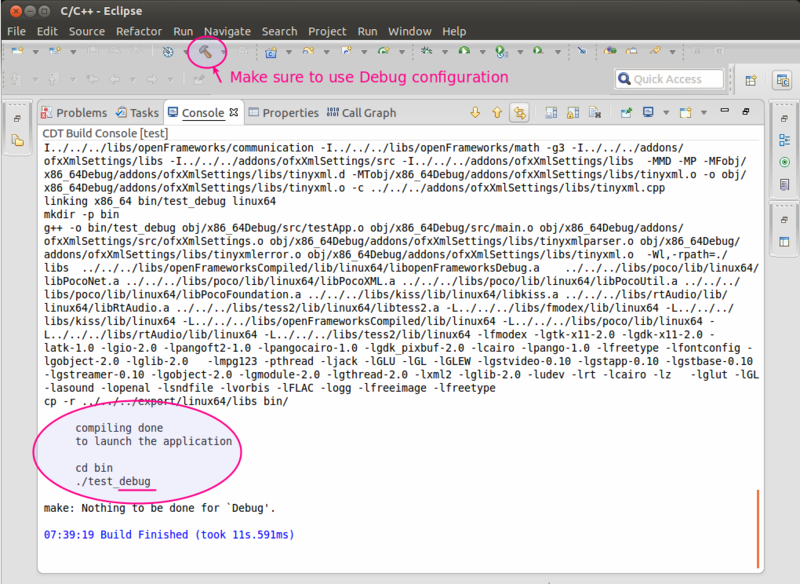 C/C++ - Eclipse
File Edit Source Refactor Run Navigate Search Project Run Window Help
Make sure to use Debug configuration
Quick Access
Problems Tasks Console Properties Call Graph
CDT Build Console [test]
I../../../libs/openFrameworks/communication -I../../../libs/openFrameworks/math -g3 -I../../../addons/
ofxXmlSettings/libs -I../../../addons/ofxXmlSettings/src -I../../../addons/ofxXmlSettings/libs  -MMD -MP -MFobj/
x86_64Debug/addons/ofxXmlSettings/libs/tinyxml.d -MTobj/x86_64Debug/addons/ofxXmlSettings/libs/tinyxml.o -o obj/
x86_64Debug/addons/ofxXmlSettings/libs/tinyxml.o -c ../../../addons/ofxXmlSettings/libs/tinyxml.cpp
linking x86_64 bin/test_debug linux64
mkdir -p bin
g++ -o bin/test_debug obj/x86_64Debug/src/testApp.o obj/x86_64Debug/src/main.o obj/x86_64Debug/addons/
ofxXmlSettings/src/ofxXmlSettings.o obj/x86_64Debug/addons/ofxXmlSettings/libs/tinyxmlparser.o obj/x86_64Debug/
addons/ofxXmlSettings/libs/tinyxmlerror.o obj/x86_64Debug/addons/ofxXmlSettings/libs/tinyxml.o  -Wl,-rpath=./
libs  ../../../libs/openFrameworksCompiled/lib/linux64/libopenFrameworksDebug.a    ../../../libs/poco/lib/linux64/
libPocoNet.a ../../../libs/poco/lib/linux64/libPocoXML.a ../../../libs/poco/lib/linux64/libPocoUtil.a ../../../
libs/poco/lib/linux64/libPocoFoundation.a ../../../libs/kiss/lib/linux64/libkiss.a ../../../libs/rtAudio/lib/
linux64/libRtAudio.a ../../../libs/tess2/lib/linux64/libtess2.a -L../../../libs/fmodex/lib/linux64 -L../../../
libs/kiss/lib/linux64 -L../../../libs/openFrameworksCompiled/lib/linux64 -L../../../libs/poco/lib/linux64 -
L../../../libs/rtAudio/lib/linux64 -L../../../libs/tess2/lib/linux64 -lfmodex -lgtk-x11-2.0 -lgdk-x11-2.0 -
latk-1.0 -lgio-2.0 -lpangoft2-1.0 -lpangocairo-1.0 -lgdk_pixbuf-2.0 -lcairo -lpango-1.0 -lfreetype -lfontconfig -
lgobject-2.0 -lglib-2.0   -lmpg123 -pthread -ljack -lGLU -lGL -lGLEW -lgstvideo-0.10 -lgstapp-0.10 -lgstbase-0.10
-lgstreamer-0.10 -lgobject-2.0 -lgmodule-2.0 -lgthread-2.0 -lxml2 -lglib-2.0 -ludev -lrt -lcairo -lz   -lglut -lGL
-lasound -lopenal -lsndfile -lvorbis -lFLAC -logg -lfreeimage -lfreetype
cp -r ../../../export/linux64/libs bin/
compiling done
to launch the application
cd bin
./test_debug
make: Nothing to be done for `Debug'.
07:39:19 Build Finished (took 11s.591ms)